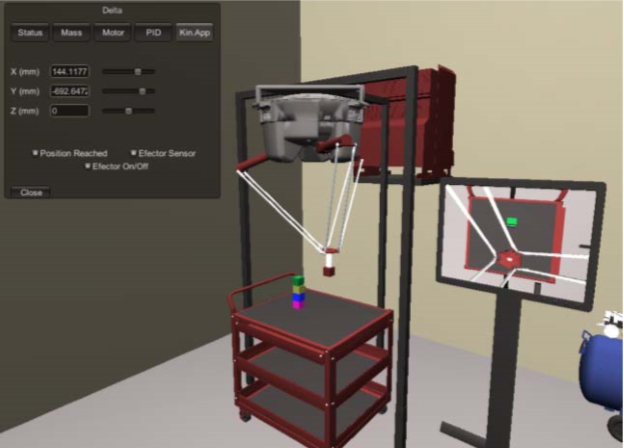 Delta
Status Mass Motor PID Kin.App
X (mm) 144.1177
Y (mm) -692.647
Z (mm) 0
Position Reached Efector Sensor
Efector On/Off
Close